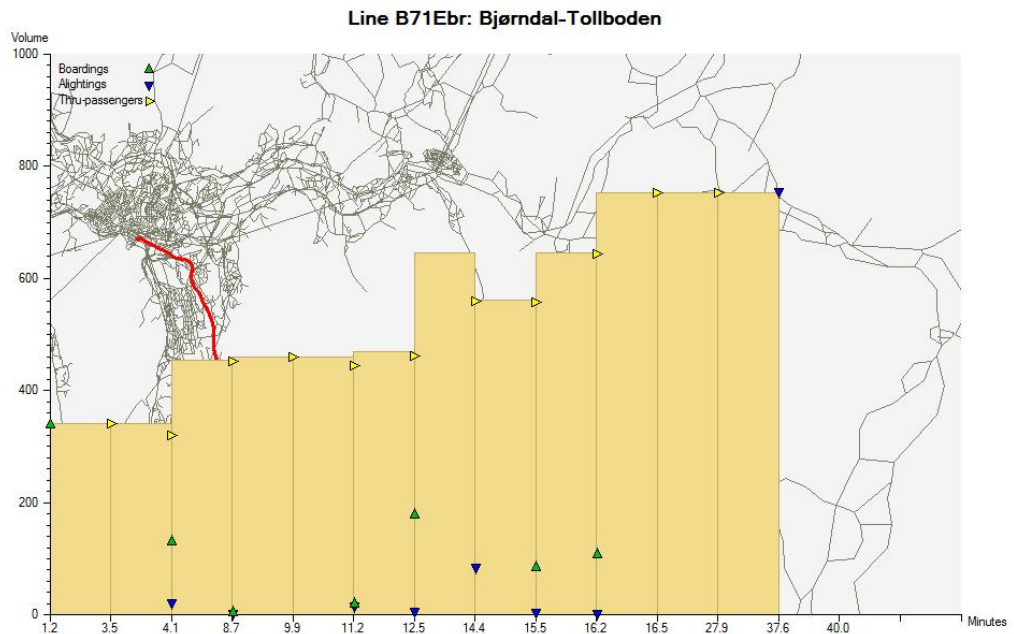 Line B71Ebr: Bjørndal-Tollboden
Volume
1000
Boardings
Alightings
Thru-passengers
800
600
400
200
0
1.2 3.5 4.1 8.7 9.9 11.2 12.5 14.4 15.5 16.2 16.5 27.9 37.6 40.0 Minutes